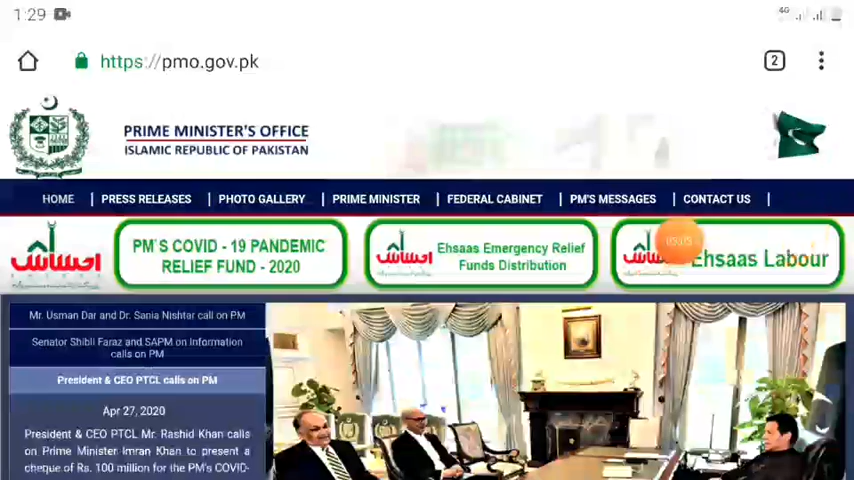 1:29
4G
https://pmo.gov.pk
2
PRIME MINISTER'S OFFICE
ISLAMIC REPUBLIC OF PAKISTAN
HOME | PRESS RELEASES | PHOTO GALLERY | PRIME MINISTER | FEDERAL CABINET | PM'S MESSAGES | CONTACT US |
احساس
PM'S COVID - 19 PANDEMIC
RELIEF FUND - 2020
احساس
Ehsaas Emergency Relief
Funds Distribution
Ehsaas Labour
Mr. Usman Dar and Dr. Sania Nishtar call on PM
Senator Shibli Faraz and SAPM on Information
calls on PM
President & CEO PTCL calls on PM
Apr 27, 2020
President & CEO PTCL Mr. Rashid Khan calls
on Prime Minister Imran Khan to present a
cheque of Rs. 100 million for the PM's COVID-